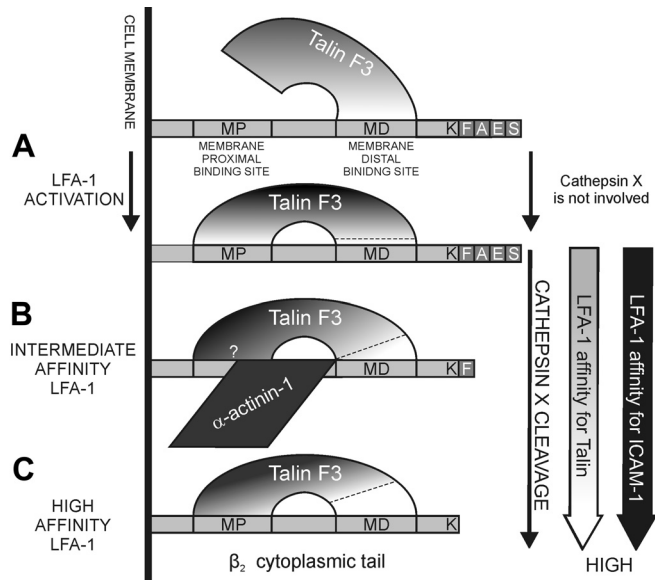 CELL MEMBRANE
Talin F3
MP
MD
K F A E S
MEMBRANE
PROXIMAL
BINDING SITE
MEMBRANE
DISTAL
BINIDNG SITE
A
LFA-1
ACTIVATION
Cathepsin X
is not involved
Talin F3
MP
MD
K F A E S
B
INTERMEDIATE
AFFINITY
LFA-1
Talin F3
?
MD
K F
α-actinin-1
C
HIGH
AFFINITY
LFA-1
Talin F3
MP
MD
K
β2 cytoplasmic tail
CATHEPSIN X CLEAVAGE
LFA-1 affinity for Talin
LFA-1 affinity for ICAM-1
HIGH